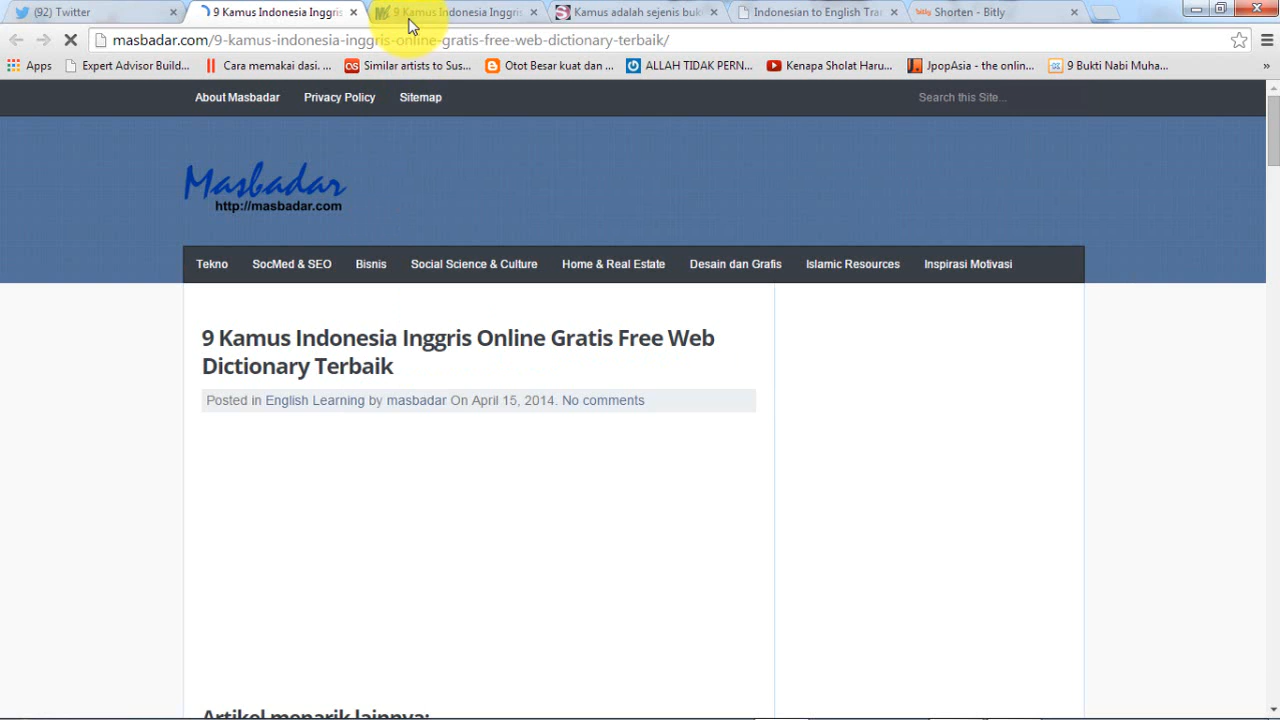 (92) Twitter
9 Kamus Indonesia Inggris
9 Kamus Indonesia Inggris
Kamus adalah sejenis buk
Indonesian to English Tra
Shorten - Bitly
masbadar.com/9-kamus-indonesia-inggris-online-gratis-free-web-dictionary-terbaik/
Apps
Expert Advisor Build...
Cara memakai dasi. ...
Similar artists to Sus...
Otot Besar kuat dan ...
ALLAH TIDAK PERN...
Kenapa Sholat Haru...
JpopAsia - the onlin...
9 Bukti Nabi Muha...
»
About Masbadar
Privacy Policy
Sitemap
Search this Site...
Masbadar
http://masbadar.com
Tekno
SocMed & SEO
Bisnis
Social Science & Culture
Home & Real Estate
Desain dan Grafis
Islamic Resources
Inspirasi Motivasi
9 Kamus Indonesia Inggris Online Gratis Free Web
Dictionary Terbaik
Posted in English Learning by masbadar On April 15, 2014. No comments
Artikel menarik lainnya: